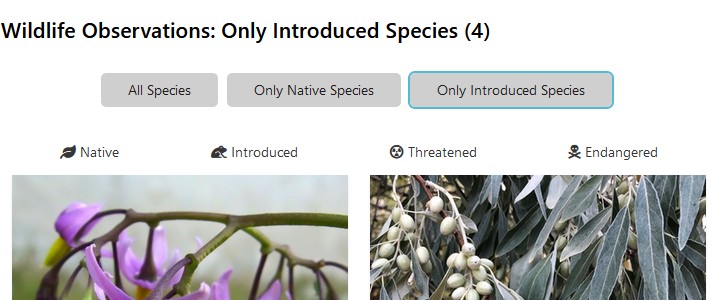 Wildlife Observations: Only Introduced Species (4)
All Species Only Native Species Only Introduced Species
Native Introduced Threatened Endangered